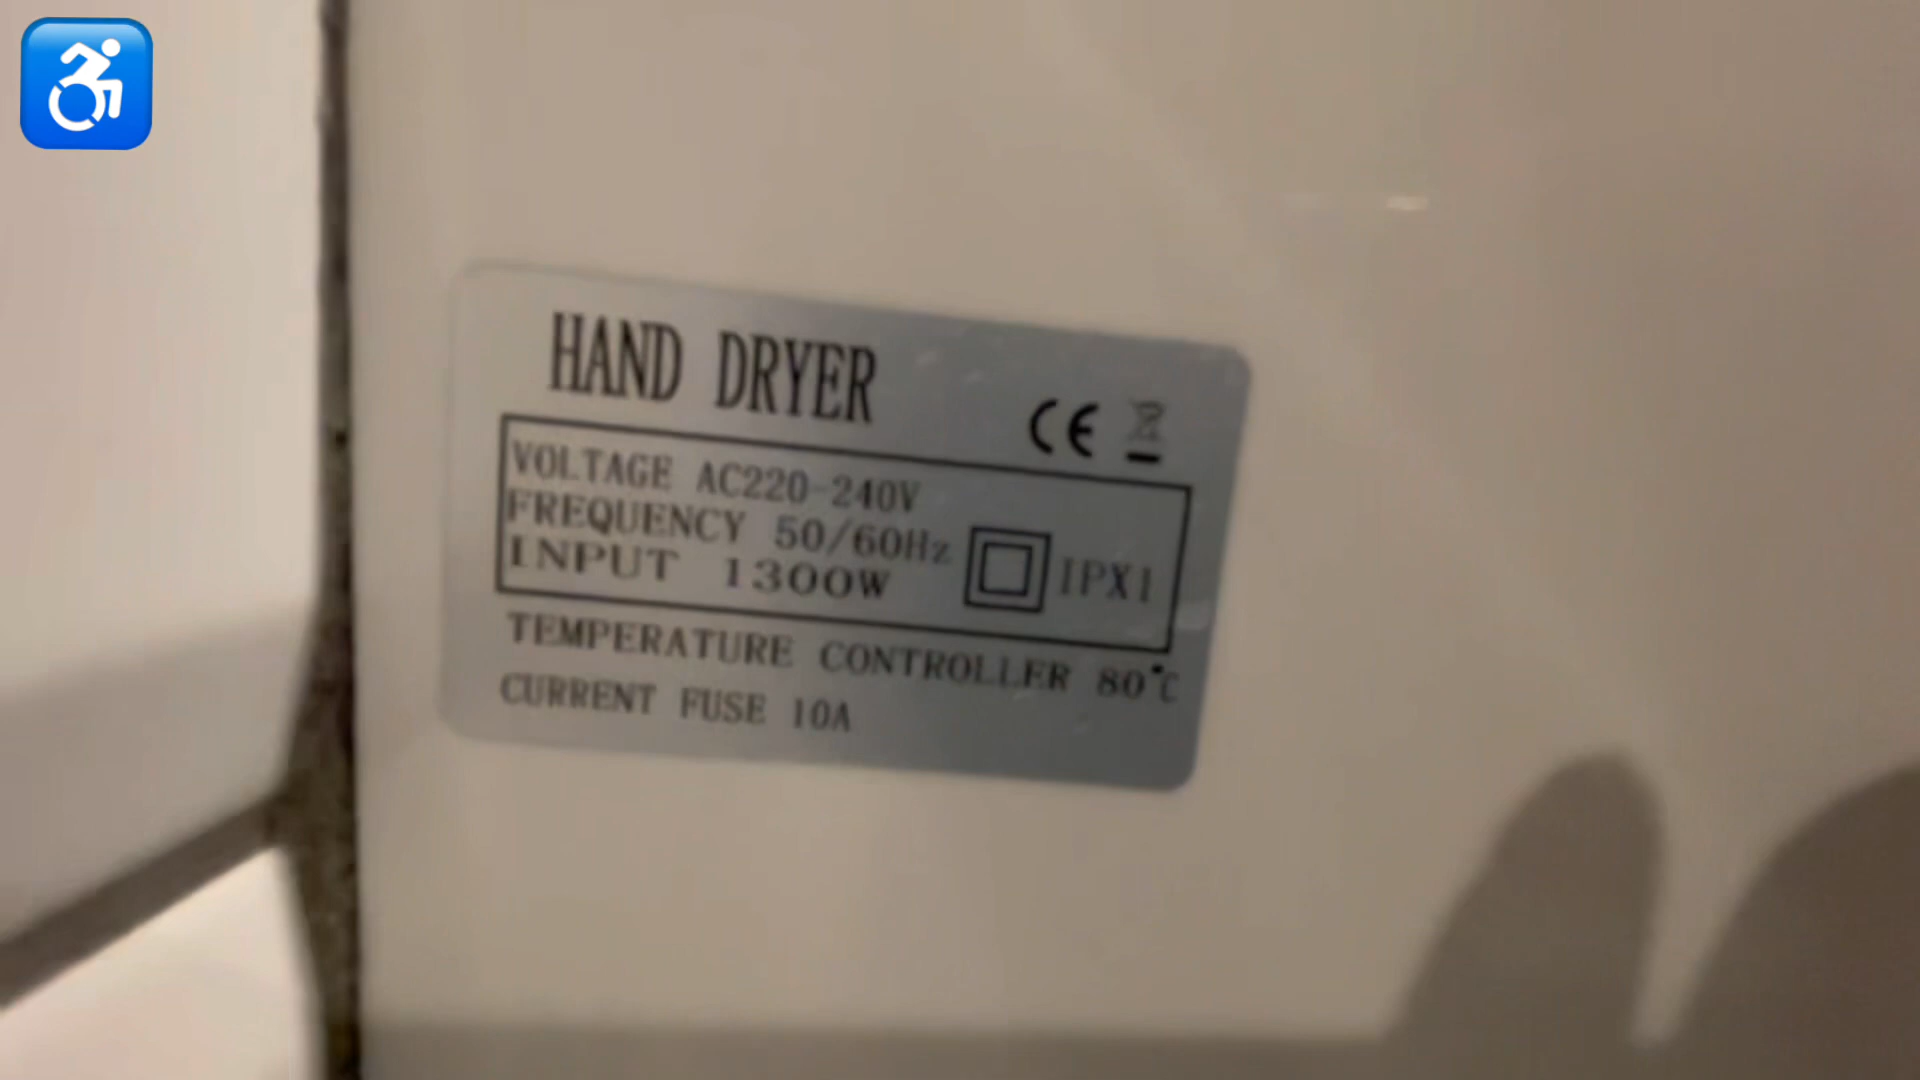 HAND DRYER
CE
VOLTAGE AC220-240V
FREQUENCY 50/60Hz
INPUT 1300W
IPX1
TEMPERATURE CONTROLLER 80℃
CURRENT FUSE 10A